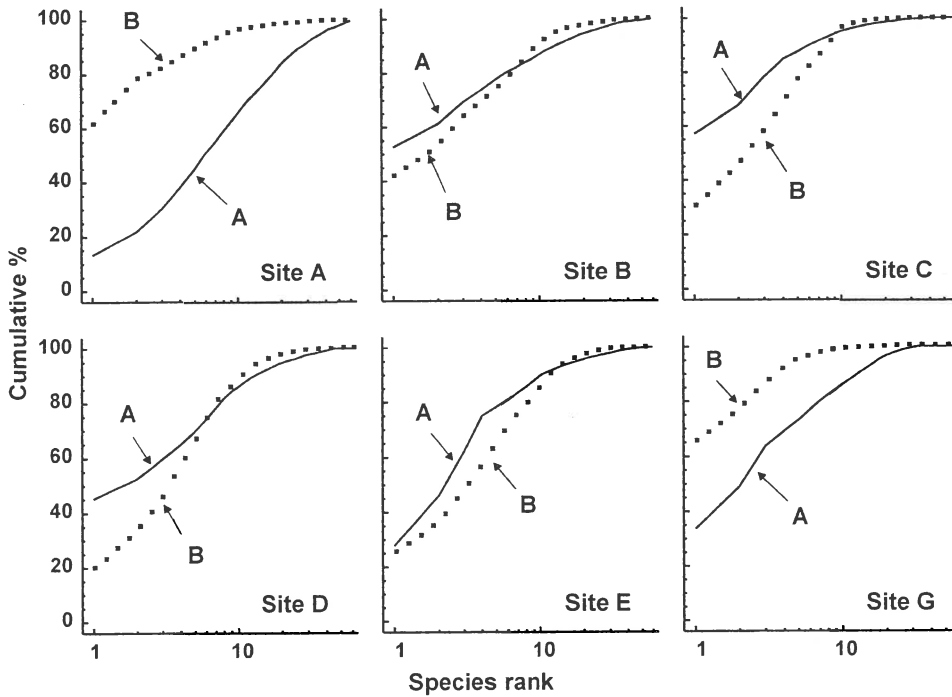 100
80
60
40
20
0
B
A
Site A
A
B
Site B
A
B
Site C
Cumulative %
100
80
60
40
20
0
A
B
Site D
A
B
Site E
B
A
Site G
1
10
1
10
1
10
Species rank